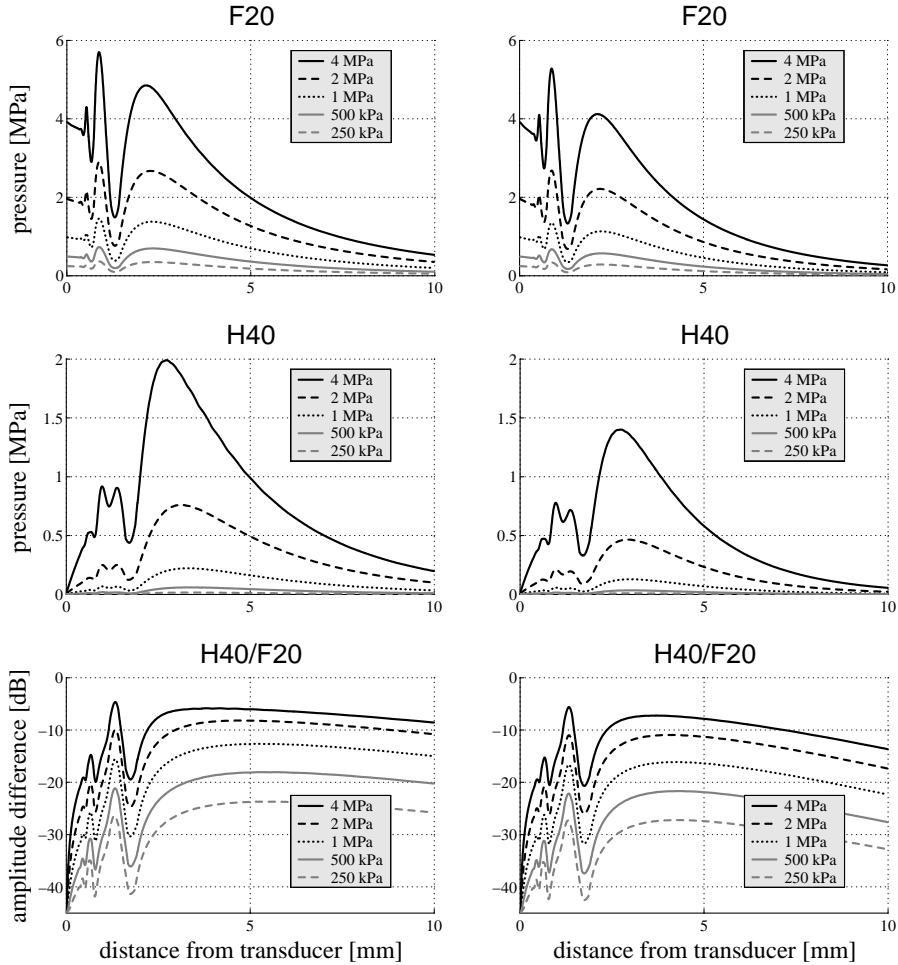 F20
6
4
2
0
0
5
10
pressure [MPa]
4 MPa
2 MPa
1 MPa
500 kPa
250 kPa
F20
6
4
2
0
0
5
10
4 MPa
2 MPa
1 MPa
500 kPa
250 kPa
H40
2
1.5
1
0.5
0
0
5
10
pressure [MPa]
4 MPa
2 MPa
1 MPa
500 kPa
250 kPa
H40
2
1.5
1
0.5
0
0
5
10
4 MPa
2 MPa
1 MPa
500 kPa
250 kPa
H40/F20
0
−10
−20
−30
−40
0
5
10
amplitude difference [dB]
4 MPa
2 MPa
1 MPa
500 kPa
250 kPa
distance from transducer [mm]
H40/F20
0
−10
−20
−30
−40
0
5
10
4 MPa
2 MPa
1 MPa
500 kPa
250 kPa
distance from transducer [mm]